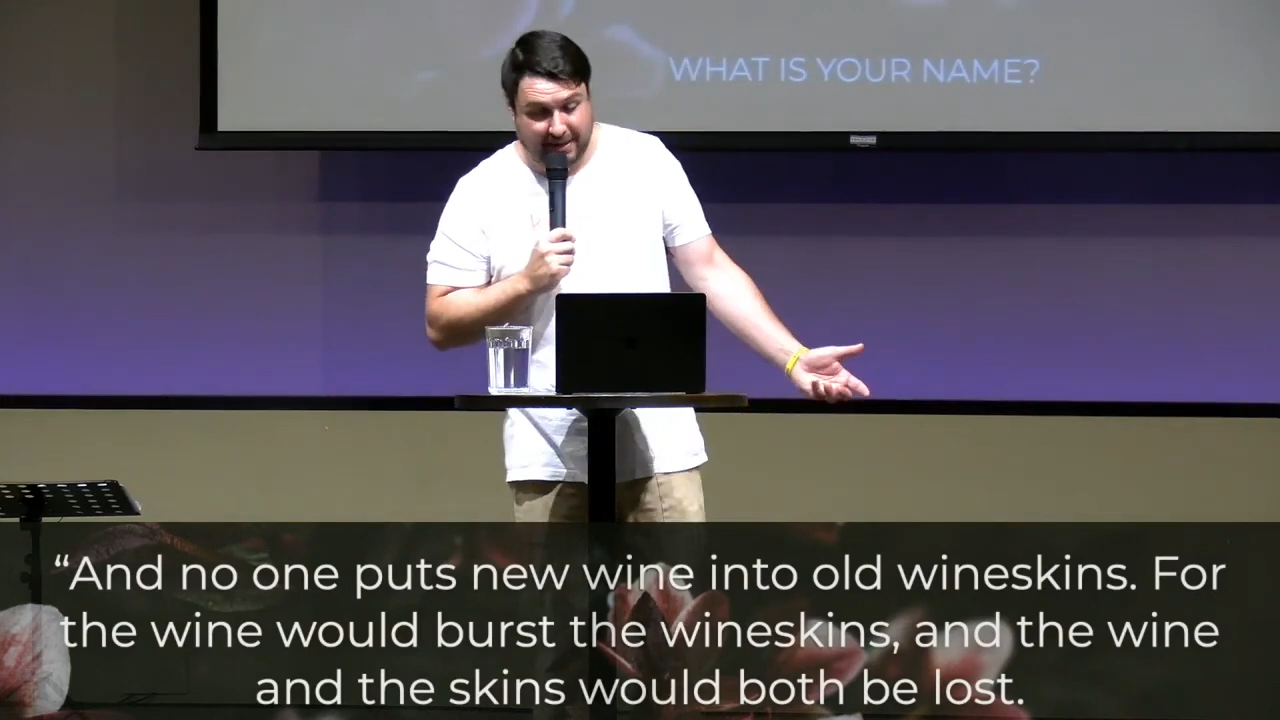 WHAT IS YOUR NAME?
“And no one puts new wine into old wineskins. For
the wine would burst the wineskins, and the wine
and the skins would both be lost.